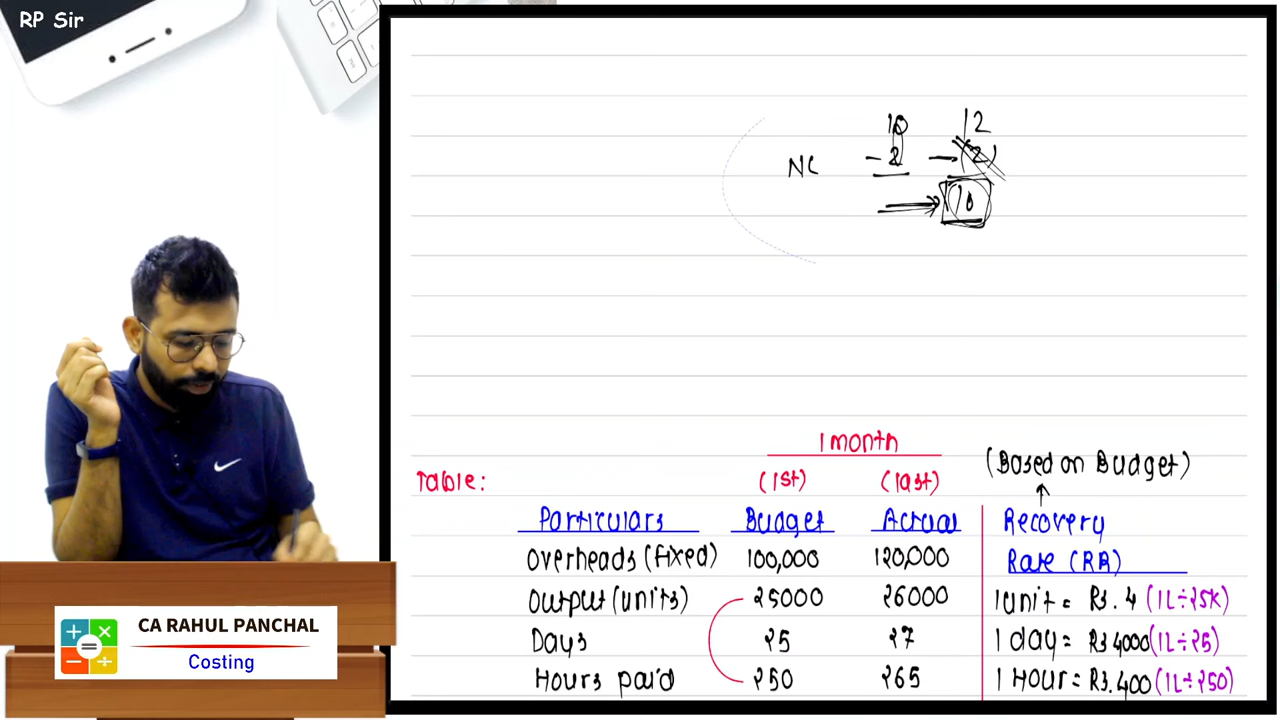 RP Sir
10 12
NC - 2 - (2)
10
1 month
(Based on Budget)
Table: (1st) (last)
Particulars Budget Actual Recovery
Rate (RR)
Overheads (fixed) 100,000 120,000
Output (units) 25000 26000 1 unit = Rs. 4 (1L÷25K)
Days 25 27 1 day = Rs 4000 (1L÷25)
Hours paid 250 265 1 Hour = Rs. 400 (1L÷250)
CA RAHUL PANCHAL
Costing